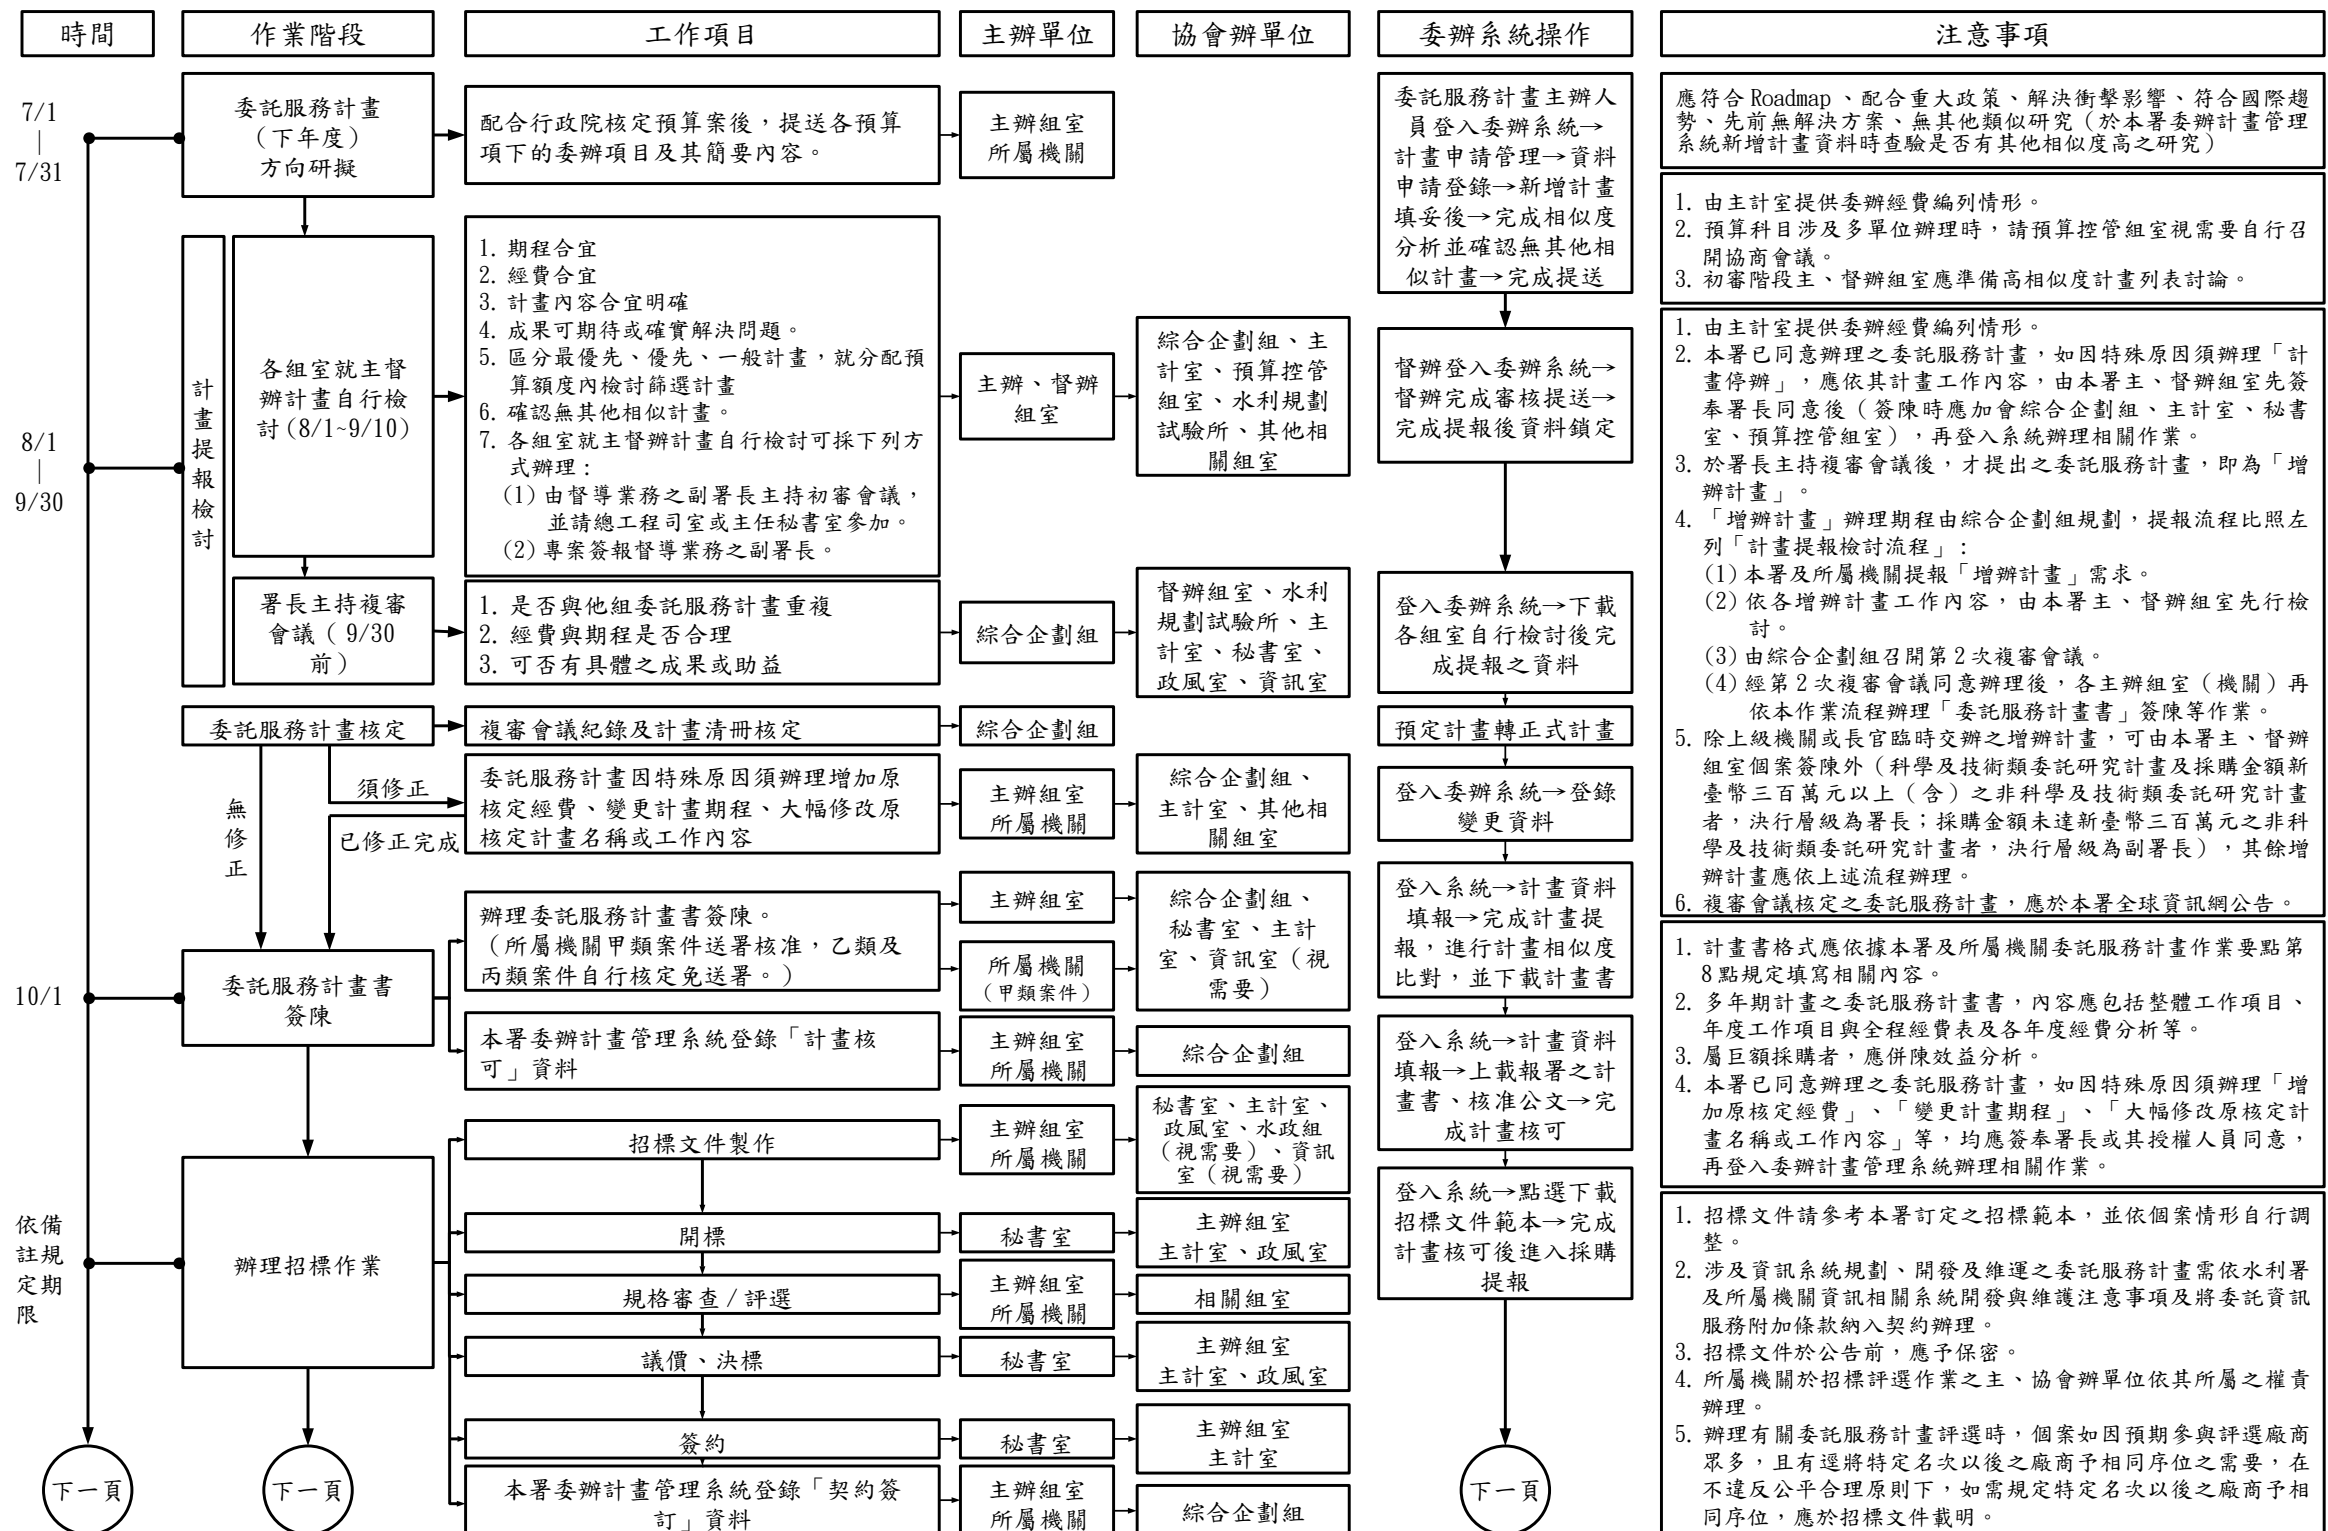 時間
作業階段
工作項目
主辦單位
協會辦單位
委辦系統操作
注意事項
7/1
|
7/31
委託服務計畫
（下年度）
方向研擬
配合行政院核定預算案後，提送各預算
項下的委辦項目及其簡要內容。
主辦組室
所屬機關
委託服務計畫主辦人
員登入委辦系統→
計畫申請管理→資料
申請登錄→新增計畫
填妥後→完成相似度
分析並確認無其他相
似計畫→完成提送
應符合 Roadmap 、配合重大政策、解決衝擊影響、符合國際趨
勢、先前無解決方案、無其他類似研究（於本署委辦計畫管理
系統新增計畫資料時查驗是否有其他相似度高之研究）
1. 由主計室提供委辦經費編列情形。
2. 預算科目涉及多單位辦理時，請預算控管組室視需要自行召
開協商會議。
3. 初審階段主、督辦組室應準備高相似度計畫列表討論。
8/1
|
9/30
計畫提報檢討
各組室就主督
辦計畫自行檢
討(8/1~9/10)
1. 期程合宜
2. 經費合宜
3. 計畫內容合宜明確
4. 成果可期待或確實解決問題。
5. 區分最優先、優先、一般計畫，就分配預
算額度內檢討篩選計畫
6. 確認無其他相似計畫。
7. 各組室就主督辦計畫自行檢討可採下列方
式辦理：
(1)由督導業務之副署長主持初審會議，
並請總工程司室或主任秘書室參加。
(2)專案簽報督導業務之副署長。
主辦、督辦
組室
綜合企劃組、主
計室、預算控管
組室、水利規劃
試驗所、其他相
關組室
督辦登入委辦系統→
督辦完成審核提送→
完成提報後資料鎖定
1. 由主計室提供委辦經費編列情形。
2. 本署已同意辦理之委託服務計畫，如因特殊原因須辦理「計
畫停辦」，應依其計畫工作內容，由本署主、督辦組室先簽
奉署長同意後（簽陳時應加會綜合企劃組、主計室、秘書
室、預算控管組室），再登入系統辦理相關作業。
3. 於署長主持複審會議後，才提出之委託服務計畫，即為「增
辦計畫」。
4. 「增辦計畫」辦理期程由綜合企劃組規劃，提報流程比照左
列「計畫提報檢討流程」：
(1)本署及所屬機關提報「增辦計畫」需求。
(2)依各增辦計畫工作內容，由本署主、督辦組室先行檢
討。
(3)由綜合企劃組召開第 2 次複審會議。
(4)經第 2 次複審會議同意辦理後，各主辦組室（機關）再
依本作業流程辦理「委託服務計畫書」簽陳等作業。
5. 除上級機關或長官臨時交辦之增辦計畫，可由本署主、督辦
組室個案簽陳外（科學及技術類委託研究計畫及採購金額新
臺幣三百萬元以上（含）之非科學及技術類委託研究計畫
者，決行層級為署長；採購金額未達新臺幣三百萬元之非科
學及技術類委託研究計畫者，決行層級為副署長），其餘增
辦計畫應依上述流程辦理。
6. 複審會議核定之委託服務計畫，應於本署全球資訊網公告。
署長主持複審
會議（ 9/30
前）
1. 是否與他組委託服務計畫重複
2. 經費與期程是否合理
3. 可否有具體之成果或助益
綜合企劃組
督辦組室、水利
規劃試驗所、主
計室、秘書室、
政風室、資訊室
登入委辦系統→下載
各組室自行檢討後完
成提報之資料
委託服務計畫核定
複審會議紀錄及計畫清冊核定
綜合企劃組
預定計畫轉正式計畫
無修正
須修正
已修正完成
委託服務計畫因特殊原因須辦理增加原
核定經費、變更計畫期程、大幅修改原
核定計畫名稱或工作內容
主辦組室
所屬機關
綜合企劃組、
主計室、其他相
關組室
登入委辦系統→登錄
變更資料
10/1
委託服務計畫書
簽陳
辦理委託服務計畫書簽陳。
（所屬機關甲類案件送署核准，乙類及
丙類案件自行核定免送署。）
主辦組室
所屬機關
（甲類案件）
綜合企劃組、
秘書室、主計
室、資訊室（視
需要）
登入系統→計畫資料
填報→完成計畫提
報，進行計畫相似度
比對，並下載計畫書
1. 計畫書格式應依據本署及所屬機關委託服務計畫作業要點第
8 點規定填寫相關內容。
2. 多年期計畫之委託服務計畫書，內容應包括整體工作項目、
年度工作項目與全程經費表及各年度經費分析等。
3. 屬巨額採購者，應併陳效益分析。
4. 本署已同意辦理之委託服務計畫，如因特殊原因須辦理「增
加原核定經費」、「變更計畫期程」、「大幅修改原核定計
畫名稱或工作內容」等，均應簽奉署長或其授權人員同意，
再登入委辦計畫管理系統辦理相關作業。
本署委辦計畫管理系統登錄「計畫核
可」資料
主辦組室
所屬機關
綜合企劃組
登入系統→計畫資料
填報→上載報署之計
畫書、核准公文→完
成計畫核可
依備
註規
定期
限
辦理招標作業
招標文件製作
主辦組室
所屬機關
秘書室、主計室、
政風室、水政組
（視需要）、資訊
室（視需要）
登入系統→點選下載
招標文件範本→完成
計畫核可後進入採購
提報
1. 招標文件請參考本署訂定之招標範本，並依個案情形自行調
整。
2. 涉及資訊系統規劃、開發及維運之委託服務計畫需依水利署
及所屬機關資訊相關系統開發與維護注意事項及將委託資訊
服務附加條款納入契約辦理。
3. 招標文件於公告前，應予保密。
4. 所屬機關於招標評選作業之主、協會辦單位依其所屬之權責
辦理。
5. 辦理有關委託服務計畫評選時，個案如因預期參與評選廠商
眾多，且有逕將特定名次以後之廠商予相同序位之需要，在
不違反公平合理原則下，如需規定特定名次以後之廠商予相
同序位，應於招標文件載明。
開標
秘書室
主辦組室
主計室、政風室
規格審查／評選
主辦組室
所屬機關
相關組室
議價、決標
秘書室
主辦組室
主計室、政風室
簽約
秘書室
主辦組室
主計室
本署委辦計畫管理系統登錄「契約簽
訂」資料
主辦組室
所屬機關
綜合企劃組
下一頁
下一頁
下一頁